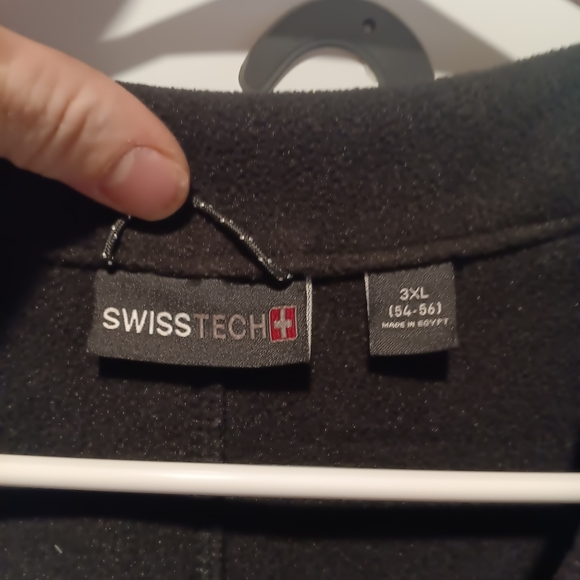 SWISSTECH
3XL
(54-56)
MADE IN EGYPT